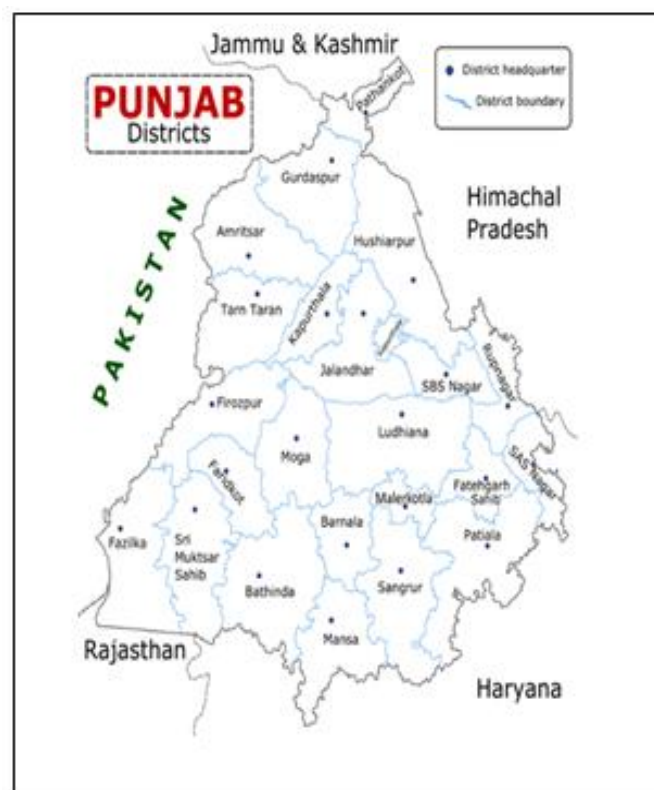 Jammu & Kashmir
PUNJAB
Districts
District headquarter
District boundary
Pathankot
Gurdaspur
Himachal
Pradesh
PAKISTAN
Amritsar
Hushiarpur
Tarn Taran
Kapurthala
Jalandhar
SBS Nagar
Rupnagar
Firozpur
Ludhiana
Moga
Faridkot
SAS Nagar
Fatehgarh
Sahib
Malerkotla
Fazilka
Sri
Muktsar
Sahib
Barnala
Patiala
Bathinda
Sangrur
Mansa
Rajasthan
Haryana